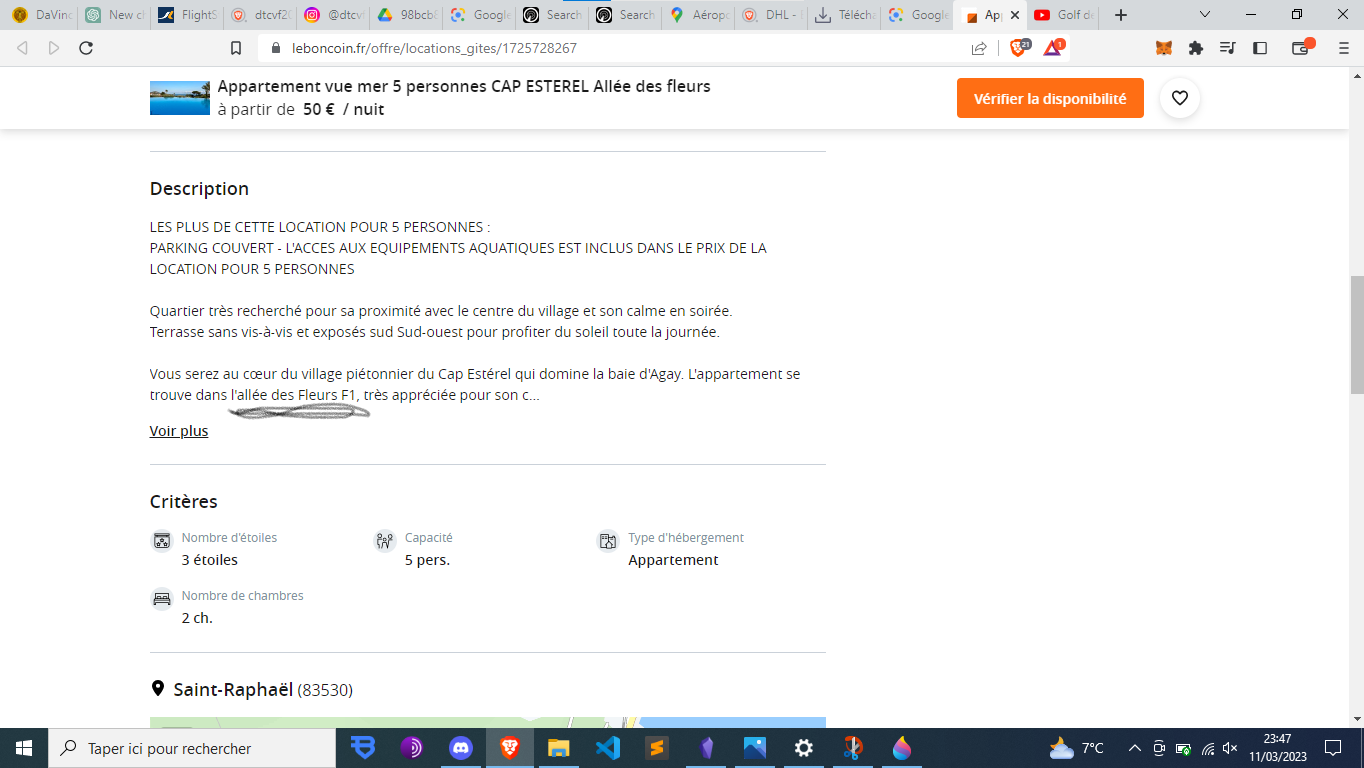 DaVinc
New ch
FlightS
dtcvf20
@dtcvf
98bcbl
Google
Search
Search
Aéropo
DHL -
Télécha
Google
App
Golf de
leboncoin.fr/offre/locations_gites/1725728267
21
1
Appartement vue mer 5 personnes CAP ESTEREL Allée des fleurs
à partir de 50 € / nuit
Vérifier la disponibilité
Description
LES PLUS DE CETTE LOCATION POUR 5 PERSONNES :
PARKING COUVERT - L'ACCES AUX EQUIPEMENTS AQUATIQUES EST INCLUS DANS LE PRIX DE LA
LOCATION POUR 5 PERSONNES
Quartier très recherché pour sa proximité avec le centre du village et son calme en soirée.
Terrasse sans vis-à-vis et exposés sud Sud-ouest pour profiter du soleil toute la journée.
Vous serez au cœur du village piétonnier du Cap Estérel qui domine la baie d'Agay. L'appartement se
trouve dans l'allée des Fleurs F1, très appréciée pour son c...
Voir plus
Critères
Nombre d'étoiles
3 étoiles
Capacité
5 pers.
Type d'hébergement
Appartement
Nombre de chambres
2 ch.
Saint-Raphaël (83530)
Taper ici pour rechercher
7°C
23:47
11/03/2023